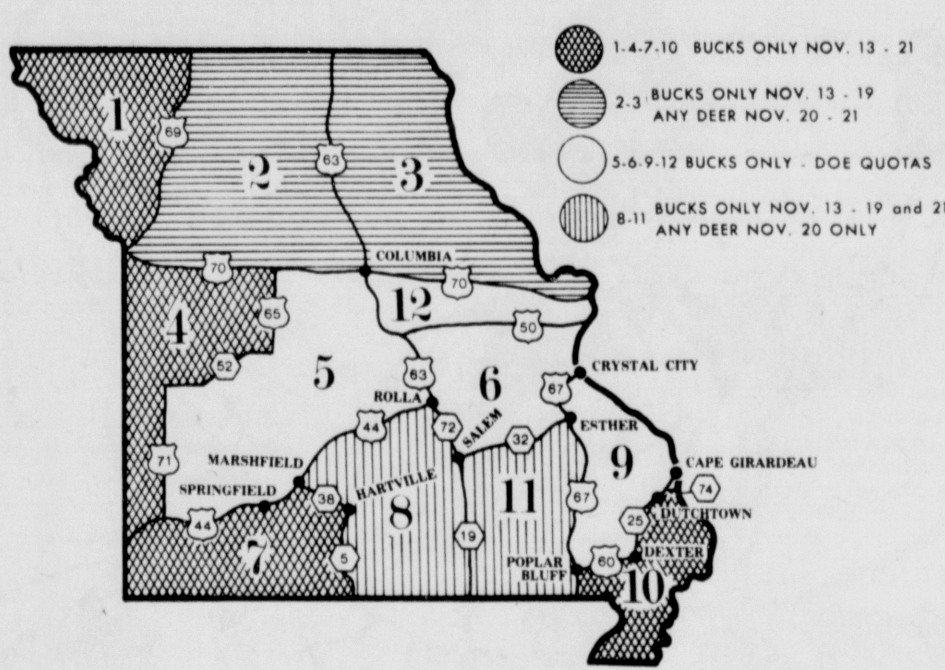 1-4-7-10 BUCKS ONLY NOV. 13 - 21
2-3 BUCKS ONLY NOV. 13 - 19
ANY DEER NOV. 20 - 21
5-6-9-12 BUCKS ONLY - DOE QUOTAS
8-11 BUCKS ONLY NOV. 13 - 19 and 21
ANY DEER NOV. 20 ONLY
1
69
2
63
3
COLUMBIA
70
70
12
4
65
50
52
5
63
6
67
CRYSTAL CITY
ROLLA
44
72
SALEM
32
ESTHER
71
MARSHFIELD
9
CAPE GIRARDEAU
SPRINGFIELD
38
HARTVILLE
8
11
67
74
DUTCHTOWN
44
19
25
7
5
POPLAR
BLUFF
60
DEXTER
10